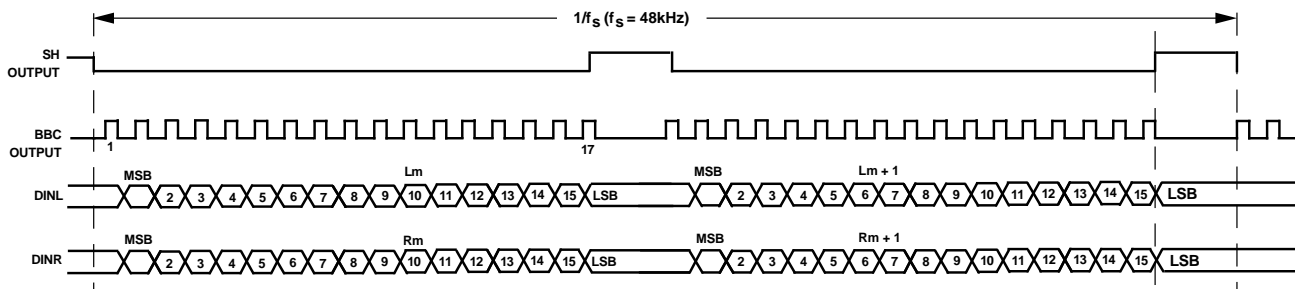 1/fs (fs = 48kHz)
SH
OUTPUT
BBC
OUTPUT
1
17
MSB
Lm
MSB
Lm + 1
DINL
2 3 4 5 6 7 8 9 10 11 12 13 14 15 LSB
2 3 4 5 6 7 8 9 10 11 12 13 14 15 LSB
MSB
Rm
MSB
Rm + 1
DINR
2 3 4 5 6 7 8 9 10 11 12 13 14 15 LSB
2 3 4 5 6 7 8 9 10 11 12 13 14 15 LSB